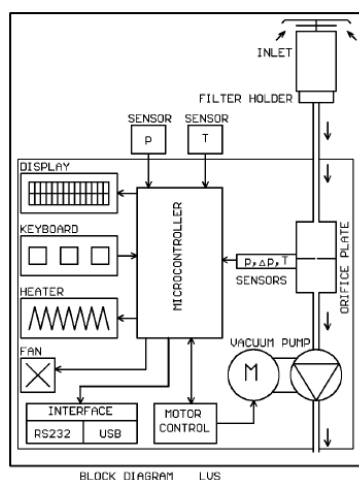 INLET
FILTER HOLDER
SENSOR
SENSOR
P
T
DISPLAY
KEYBOARD
MICROCONTROLLER
P,△P,T
SENSORS
ORIFICE PLATE
HEATER
VACUUM PUMP
FAN
M
INTERFACE
RS232
USB
MOTOR
CONTROL
BLOCK DIAGRAM LVS